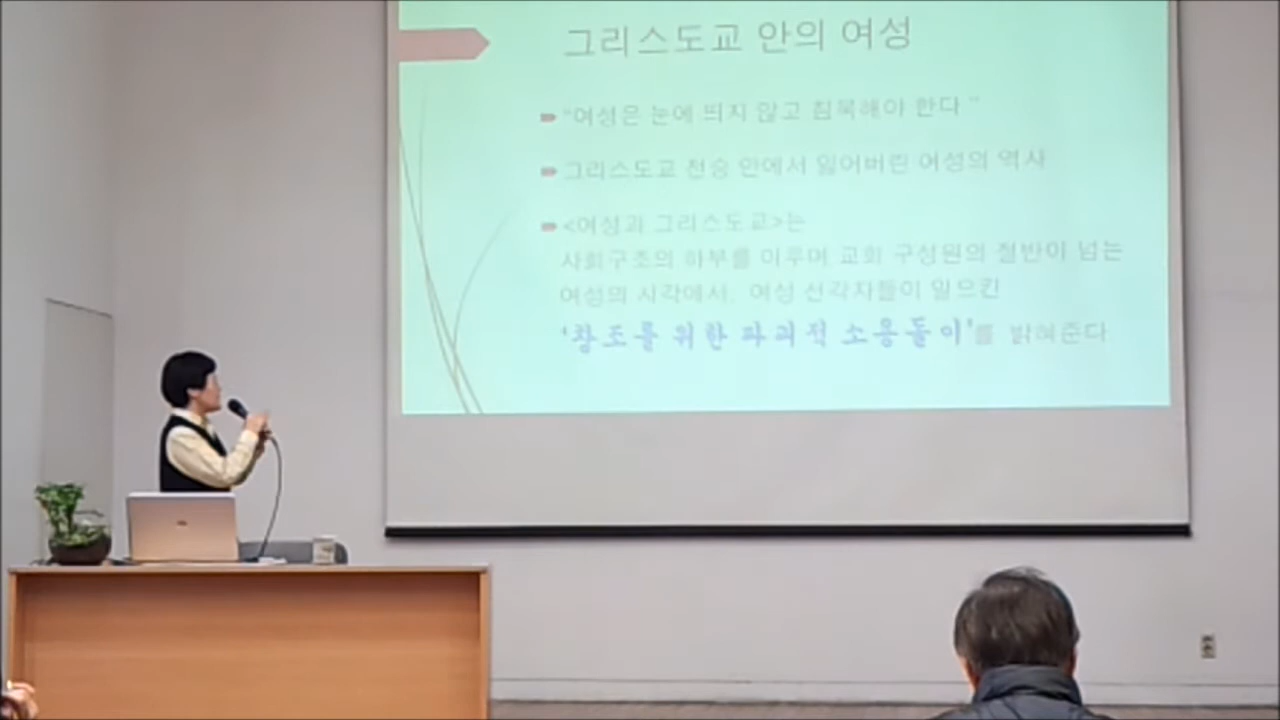 그리스도교 안의 여성
"여성은 눈에 띄지 않고 침묵해야 한다 "
그리스도교 전승 안에서 잃어버린 여성의 역사
<여성과 그리스도교>는
사회구조의 하부를 이루며 교회 구성원의 절반이 넘는
여성의 시각에서, 여성 선각자들이 일으킨
'창조를 위한 파괴적 소용돌이'를 밝혀준다